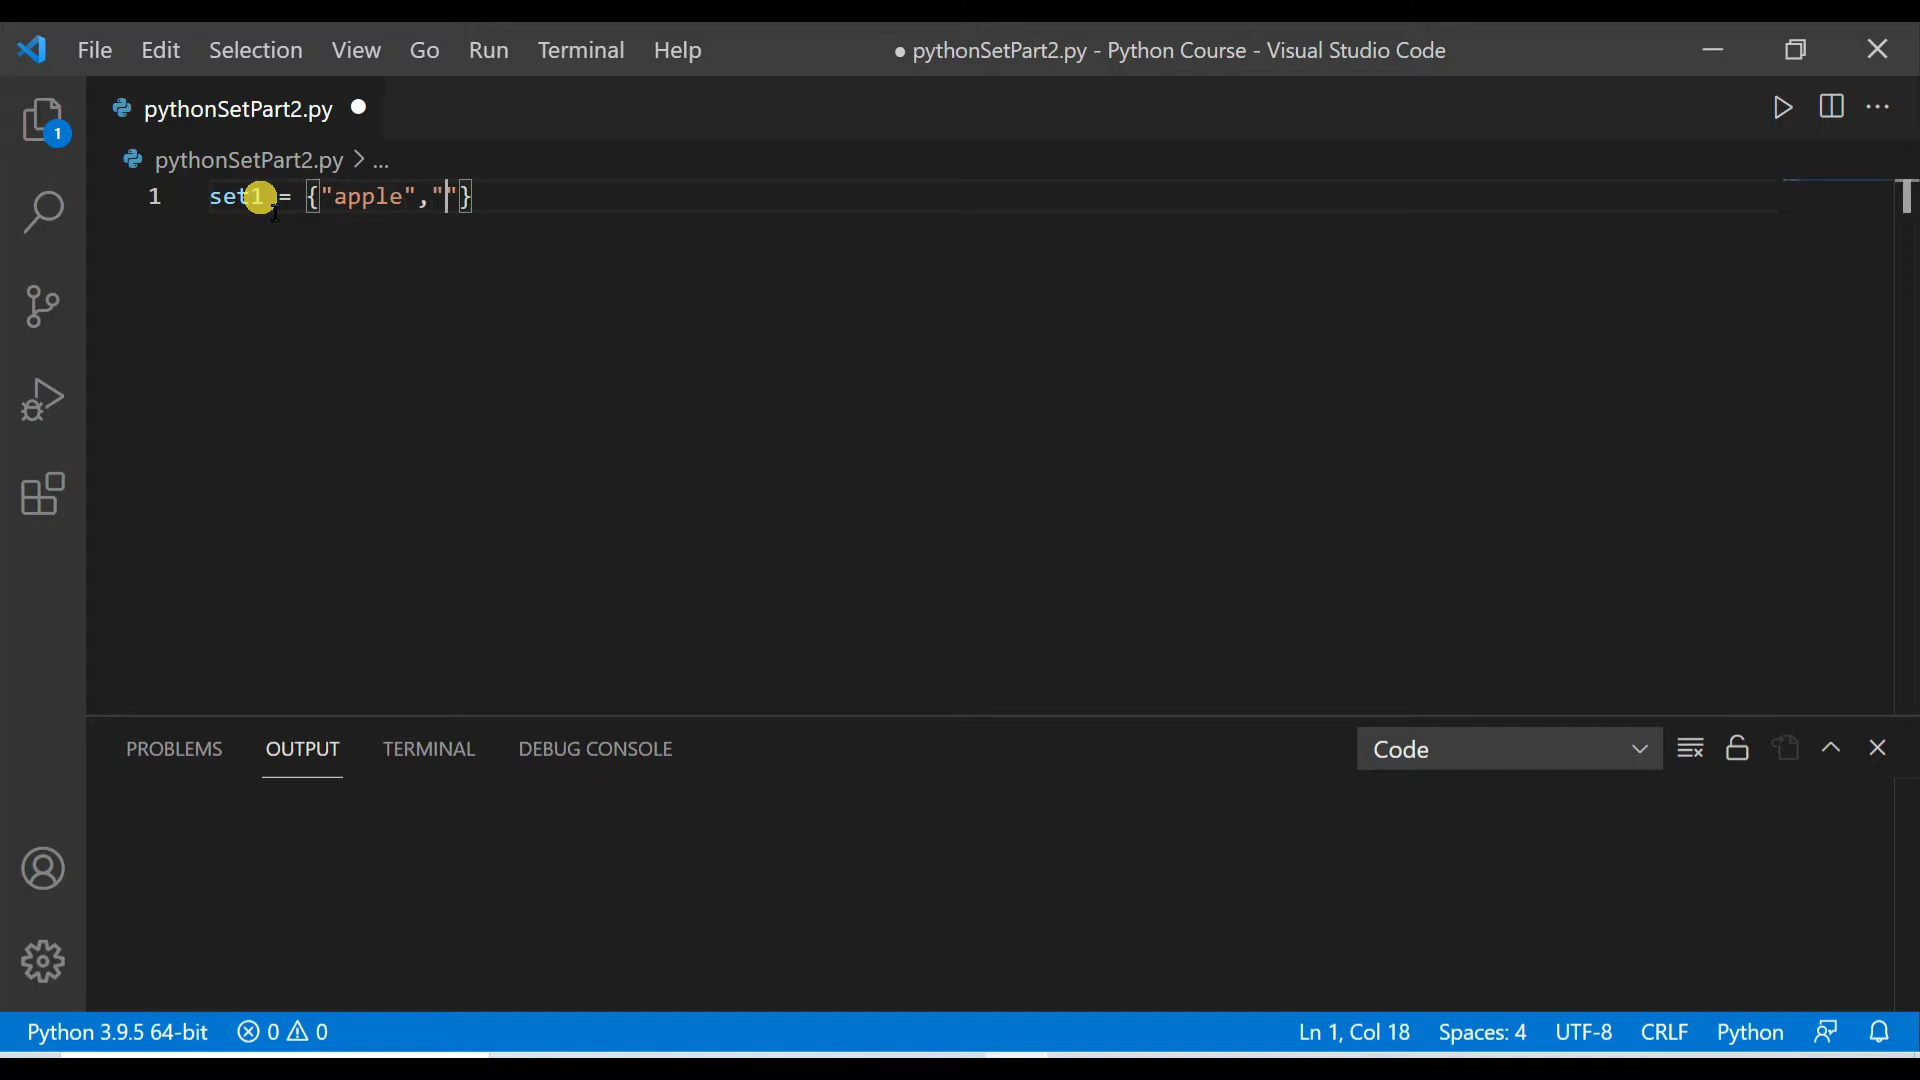 File Edit Selection View Go Run Terminal Help ● pythonSetPart2.py - Python Course - Visual Studio Code
pythonSetPart2.py
1
pythonSetPart2.py > ...
1 set1 = {"apple",""}
PROBLEMS OUTPUT TERMINAL DEBUG CONSOLE Code
Python 3.9.5 64-bit 0 0 Ln 1, Col 18 Spaces: 4 UTF-8 CRLF Python